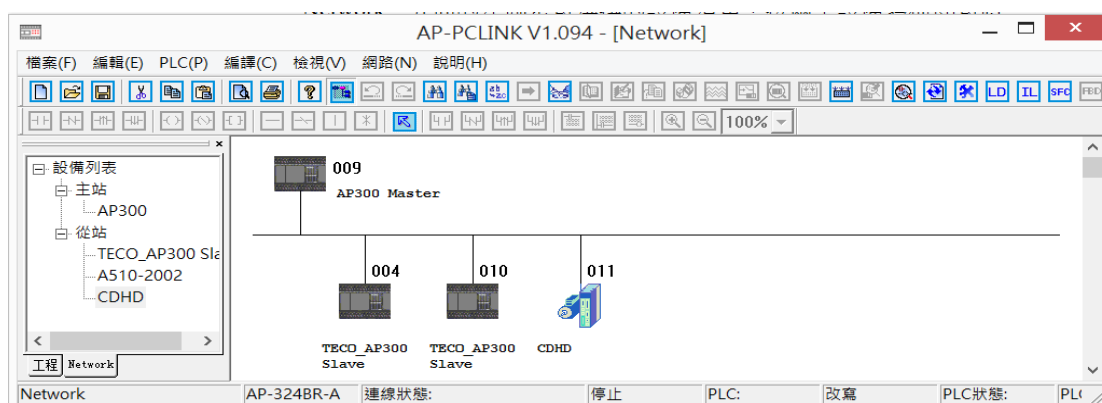 AP-PCLINK V1.094 - [Network]
檔案(F) 編輯(E) PLC(P) 編譯(C) 檢視(V) 網路(N) 說明(H)
LD IL SFC FBD
100%
設備列表
主站
AP300
從站
TECO_AP300 Sla
A510-2002
CDHD
工程 Network
009
AP300 Master
004 010 011
TECO_AP300 TECO_AP300 CDHD
Slave Slave
Network AP-324BR-A 連線狀態: 停止 PLC: 改寫 PLC狀態: